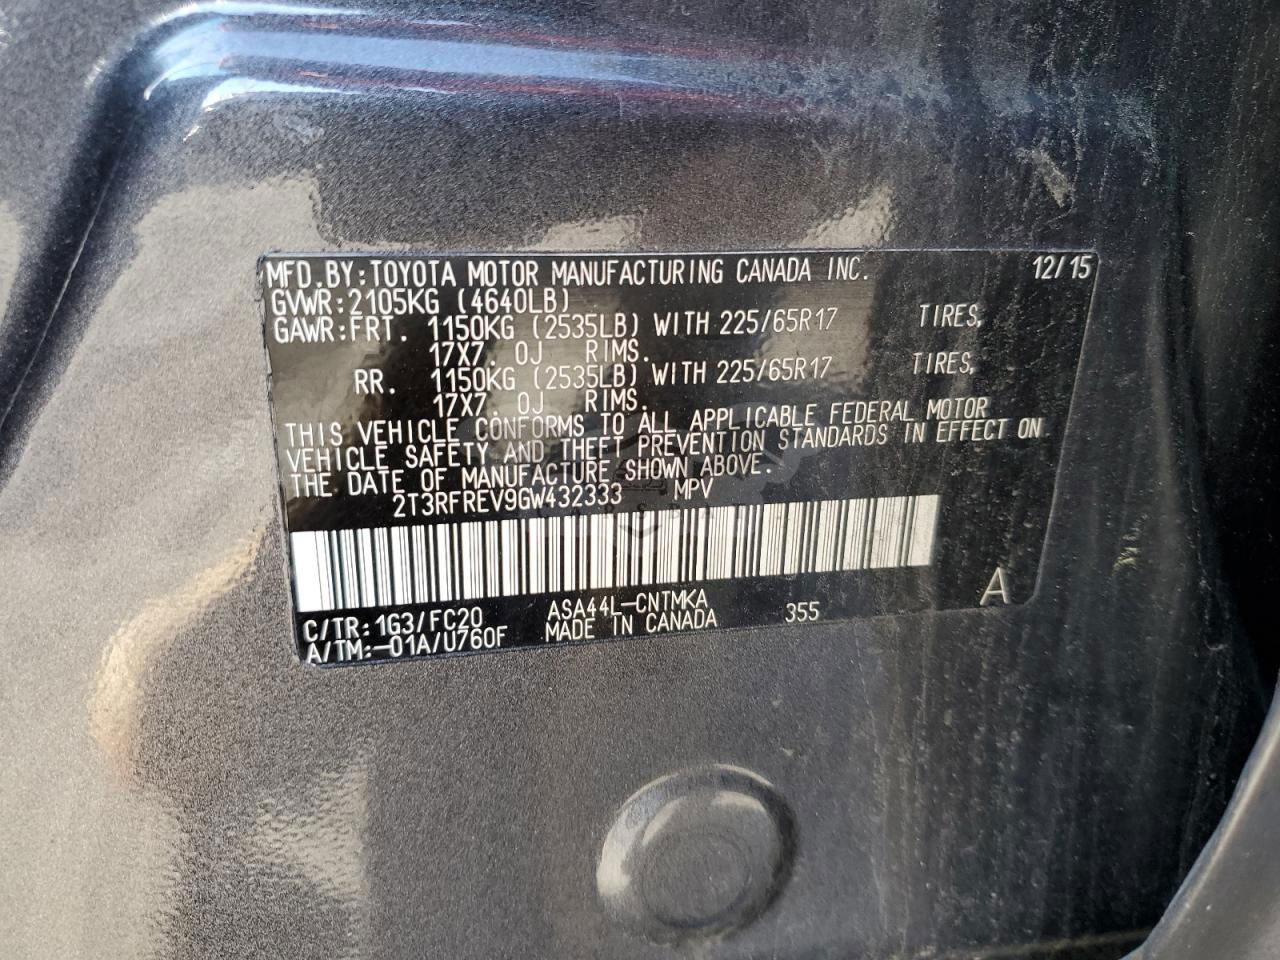 MFD.BY:TOYOTA MOTOR MANUFACTURING CANADA INC. 12/15
GVWR:2105KG (4640LB)
GAWR:FRT. 1150KG (2535LB) WITH 225/65R17 TIRES,
17X7. 0J RIMS.
RR. 1150KG (2535LB) WITH 225/65R17 TIRES,
17X7. 0J RIMS.
THIS VEHICLE CONFORMS TO ALL APPLICABLE FEDERAL MOTOR
VEHICLE SAFETY AND THEFT PREVENTION STANDARDS IN EFFECT ON
THE DATE OF MANUFACTURE SHOWN ABOVE.
2T3RFREV9GW432333 MPV
C/TR:1G3/FC20 ASA44L-CNTMKA 355 A
A/TM:-01A/U760F MADE IN CANADA